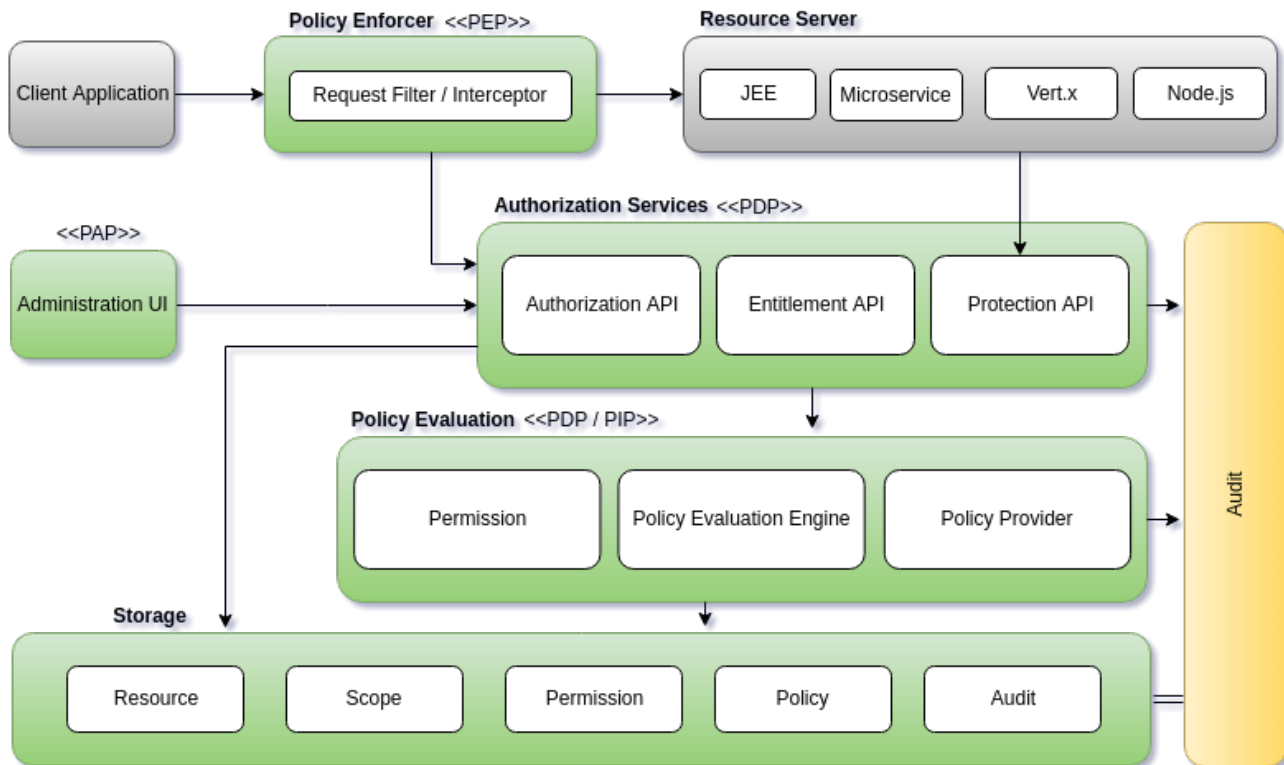 Policy Enforcer <<PEP>>
Resource Server
Client Application
Request Filter / Interceptor
JEE
Microservice
Vert.x
Node.js
Authorization Services <<PDP>>
<<PAP>>
Administration UI
Authorization API
Entitlement API
Protection API
Policy Evaluation <<PDP / PIP>>
Permission
Policy Evaluation Engine
Policy Provider
Audit
Storage
Resource
Scope
Permission
Policy
Audit